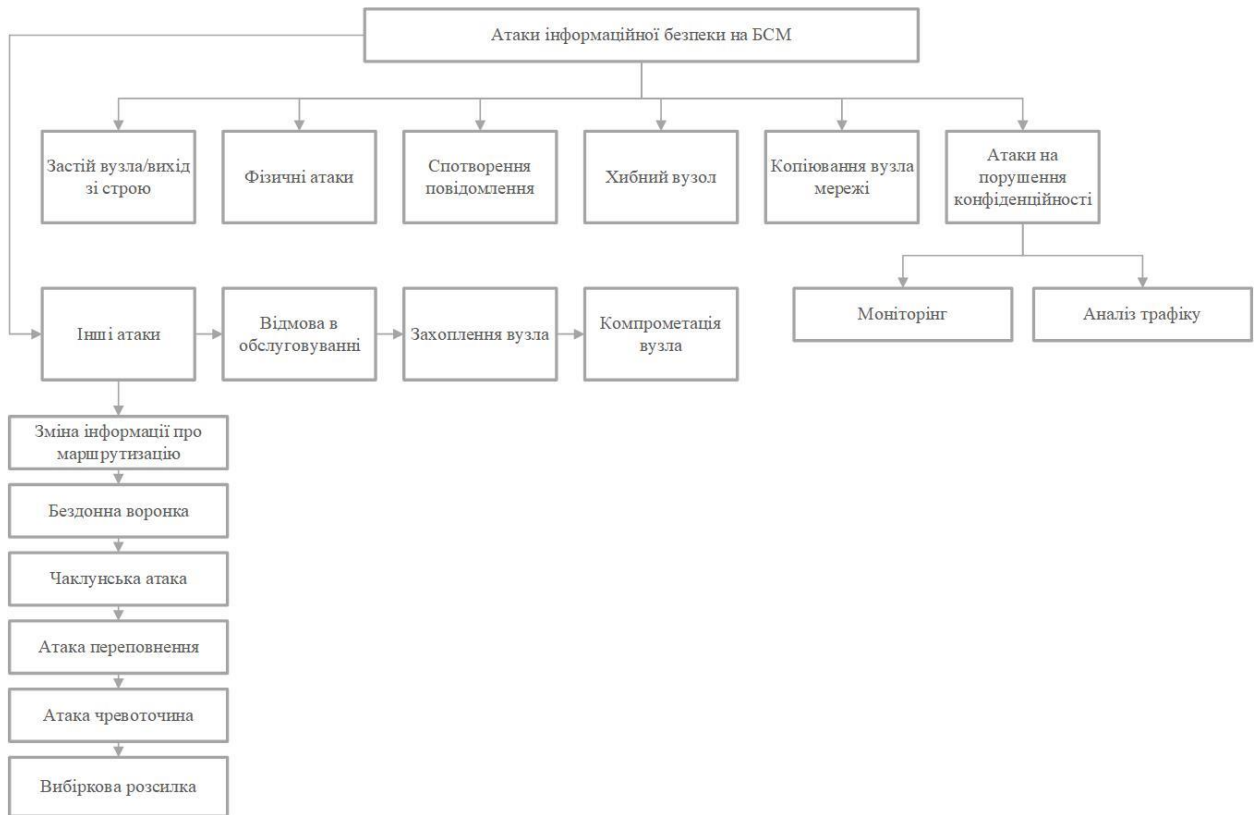 Атаки інформаційної безпеки на БСМ
Застій вузла/вихід
зі строю
Фізичні атаки
Спотворення
повідомлення
Хибний вузол
Копіювання вузла
мережі
Атаки на
порушення
конфіденційності
Моніторінг
Аналіз трафіку
Інші атаки
Відмова в
обслуговуванні
Захоплення вузла
Компрометація
вузла
Зміна інформації про
маршрутизацію
Бездонна воронка
Чаклунська атака
Атака переповнення
Атака чревоточина
Вибіркова розсилка